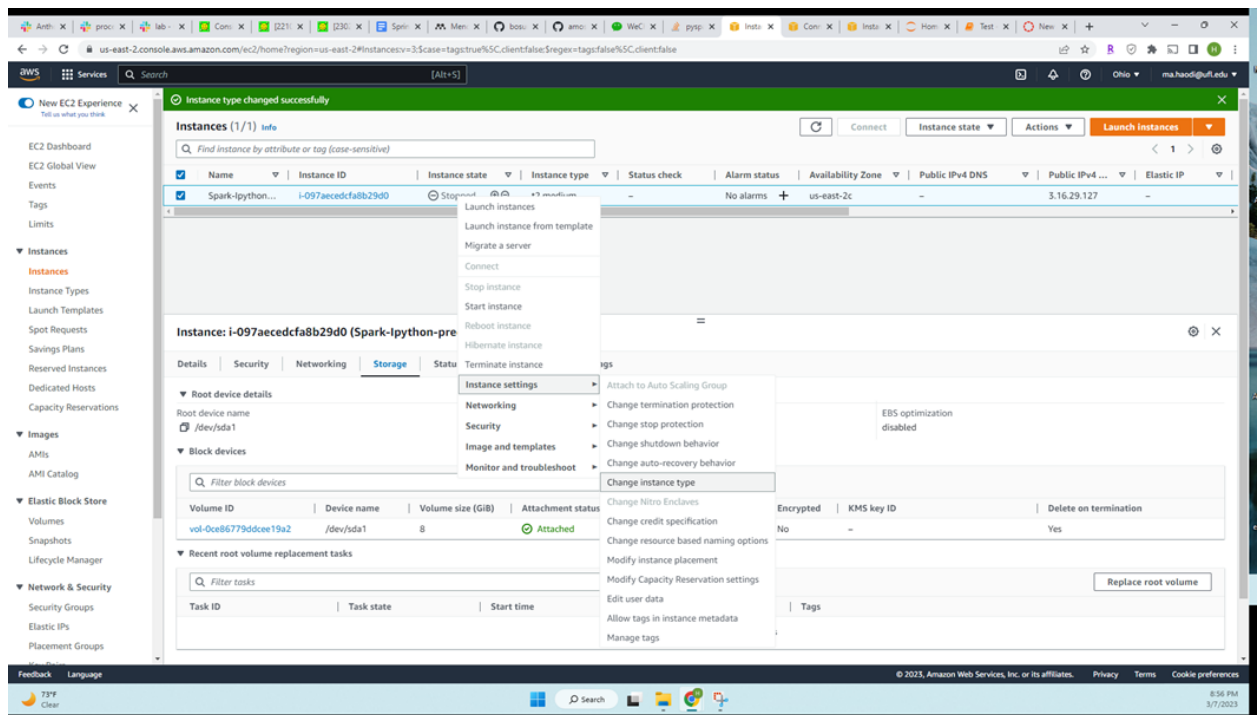 Anth
proc
lab -
Cons
[221(
[230.
Sprin
Men
bosu
amo
WeC
pysp
Insta
Conn
Insta
Hom
Test -
New
us-east-2.console.aws.amazon.com/ec2/home?region=us-east-2#Instances:v=3;$case=tags:true%5C,client:false;$regex=tags:false%5C,client:false
aws Services Search [Alt+S] Ohio ma.haodi@ufl.edu
New EC2 Experience
Tell us what you think
Instance type changed successfully
Instances (1/1) Info
Connect Instance state Actions Launch instances
Find instance by attribute or tag (case-sensitive)
1
Name Instance ID Instance state Instance type Status check Alarm status Availability Zone Public IPv4 DNS Public IPv4 ... Elastic IP
Spark-Ipython... i-097aecedcfa8b29d0 Stopped t2.medium – No alarms + us-east-2c – 3.16.29.127 –
EC2 Dashboard
EC2 Global View
Events
Tags
Limits
Instances
Instances
Instance Types
Launch Templates
Spot Requests
Savings Plans
Reserved Instances
Dedicated Hosts
Capacity Reservations
Images
AMIs
AMI Catalog
Elastic Block Store
Volumes
Snapshots
Lifecycle Manager
Network & Security
Security Groups
Elastic IPs
Placement Groups
Launch instances
Launch instance from template
Migrate a server
Connect
Stop instance
Start instance
Reboot instance
Hibernate instance
Terminate instance
Instance settings
Networking
Security
Image and templates
Monitor and troubleshoot
Attach to Auto Scaling Group
Change termination protection
Change stop protection
Change shutdown behavior
Change auto-recovery behavior
Change instance type
Change Nitro Enclaves
Change credit specification
Change resource based naming options
Modify instance placement
Modify Capacity Reservation settings
Edit user data
Allow tags in instance metadata
Manage tags
Instance: i-097aecedcfa8b29d0 (Spark-Ipython-pre
Details Security Networking Storage Statu gs
Root device details
Root device name
/dev/sda1
EBS optimization
disabled
Block devices
Filter block devices
Volume ID Device name Volume size (GiB) Attachment status Encrypted KMS key ID Delete on termination
vol-0ce86779ddcee19a2 /dev/sda1 8 Attached No – Yes
Recent root volume replacement tasks
Filter tasks
Replace root volume
Task ID Task state Start time Tags
Feedback Language © 2023, Amazon Web Services, Inc. or its affiliates. Privacy Terms Cookie preferences
73°F
Clear
Search
8:56 PM
3/7/2023